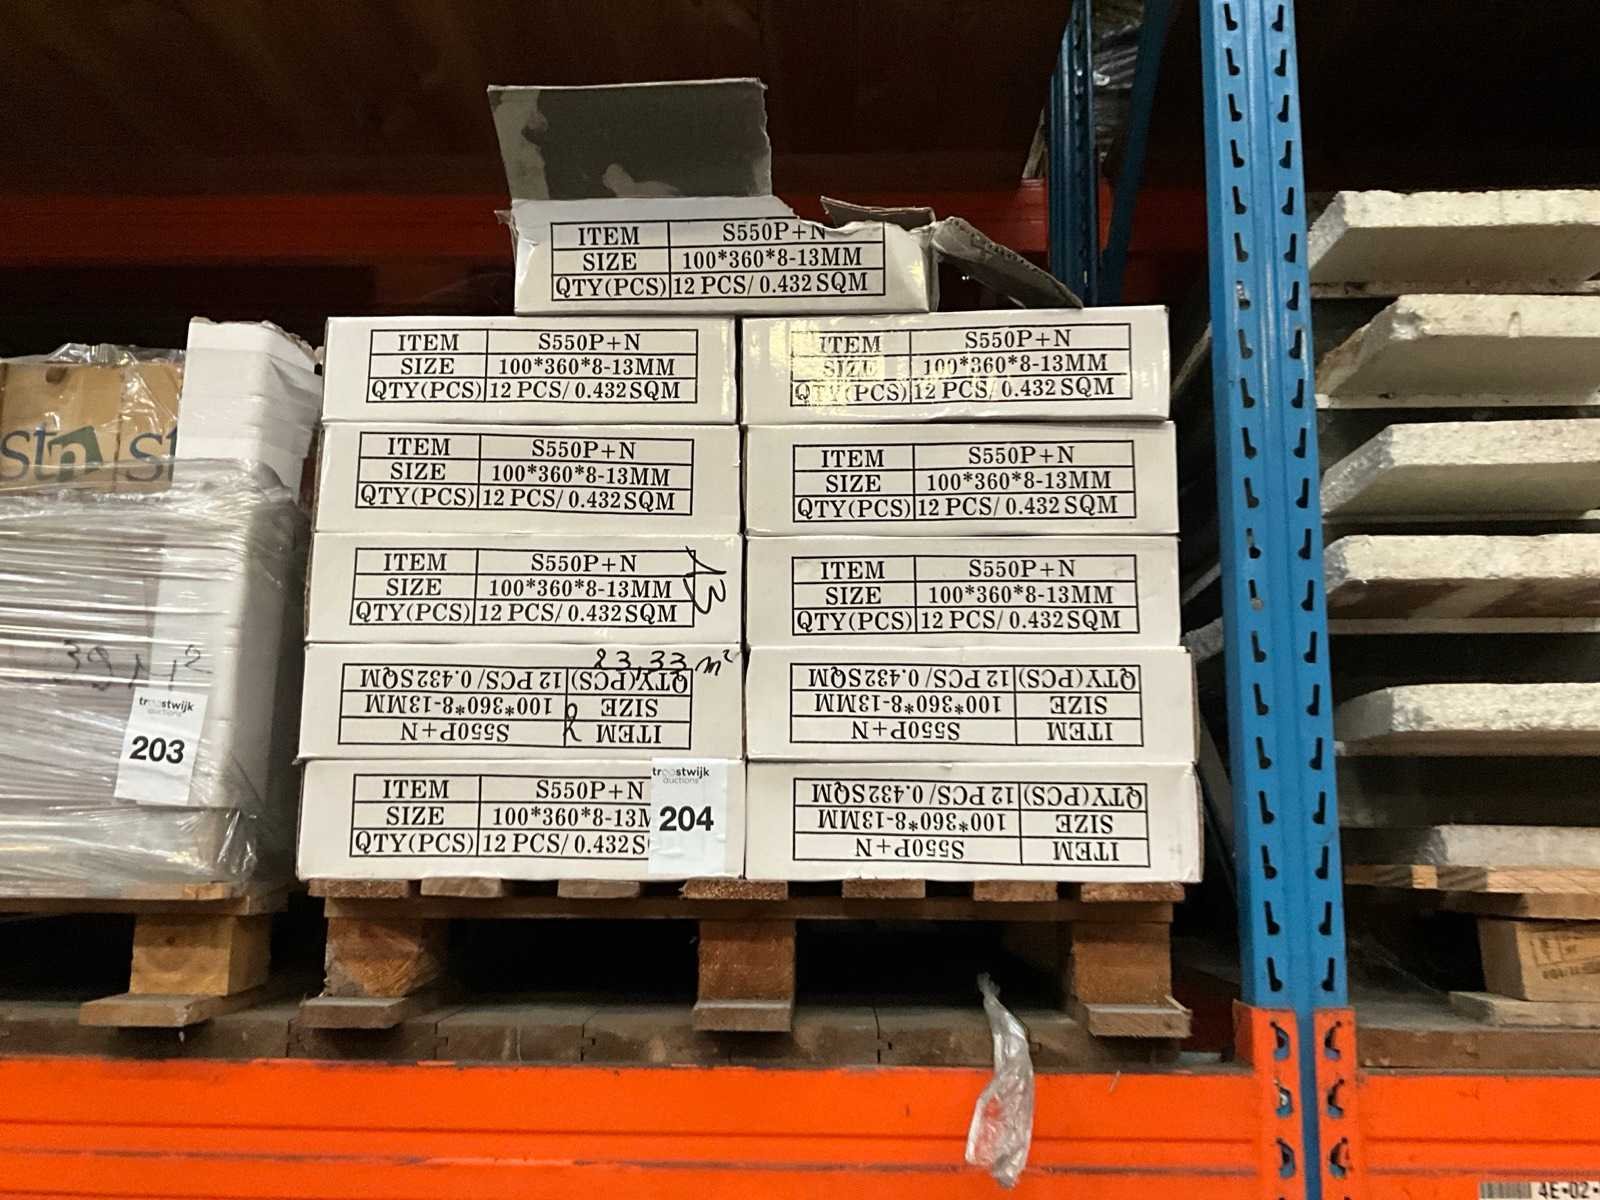 ITEM S550P+N
SIZE 100*360*8-13MM
QTY(PCS) 12 PCS/ 0.432 SQM
ITEM S550P+N
SIZE 100*360*8-13MM
QTY(PCS) 12 PCS/ 0.432 SQM
ITEM S550P+N
SIZE 100*360*8-13MM
QTY(PCS) 12 PCS/ 0.432 SQM
ITEM S550P+N
SIZE 100*360*8-13MM
QTY(PCS) 12 PCS/ 0.432 SQM
ITEM S550P+N
SIZE 100*360*8-13MM
QTY(PCS) 12 PCS/ 0.432 SQM
ITEM S550P+N
SIZE 100*360*8-13MM
QTY(PCS) 12 PCS/ 0.432 SQM
ITEM S550P+N
SIZE 100*360*8-13MM
QTY(PCS) 12 PCS/ 0.432 SQM
23,33 m²
ITEM S550P+N
SIZE 100*360*8-13MM
QTY(PCS) 12 PCS/ 0.432 SQM
ITEM S550P+N
SIZE 100*360*8-13MM
QTY(PCS) 12 PCS/ 0.432 SQM
ITEM S550P+N
SIZE 100*360*8-13M
QTY(PCS) 12 PCS/ 0.432 S
ITEM S550P+N
SIZE 100*360*8-13MM
QTY(PCS) 12 PCS/ 0.432 SQM
troostwijk
auctions
204
stn
troostwijk
auctions
203
4E-02-